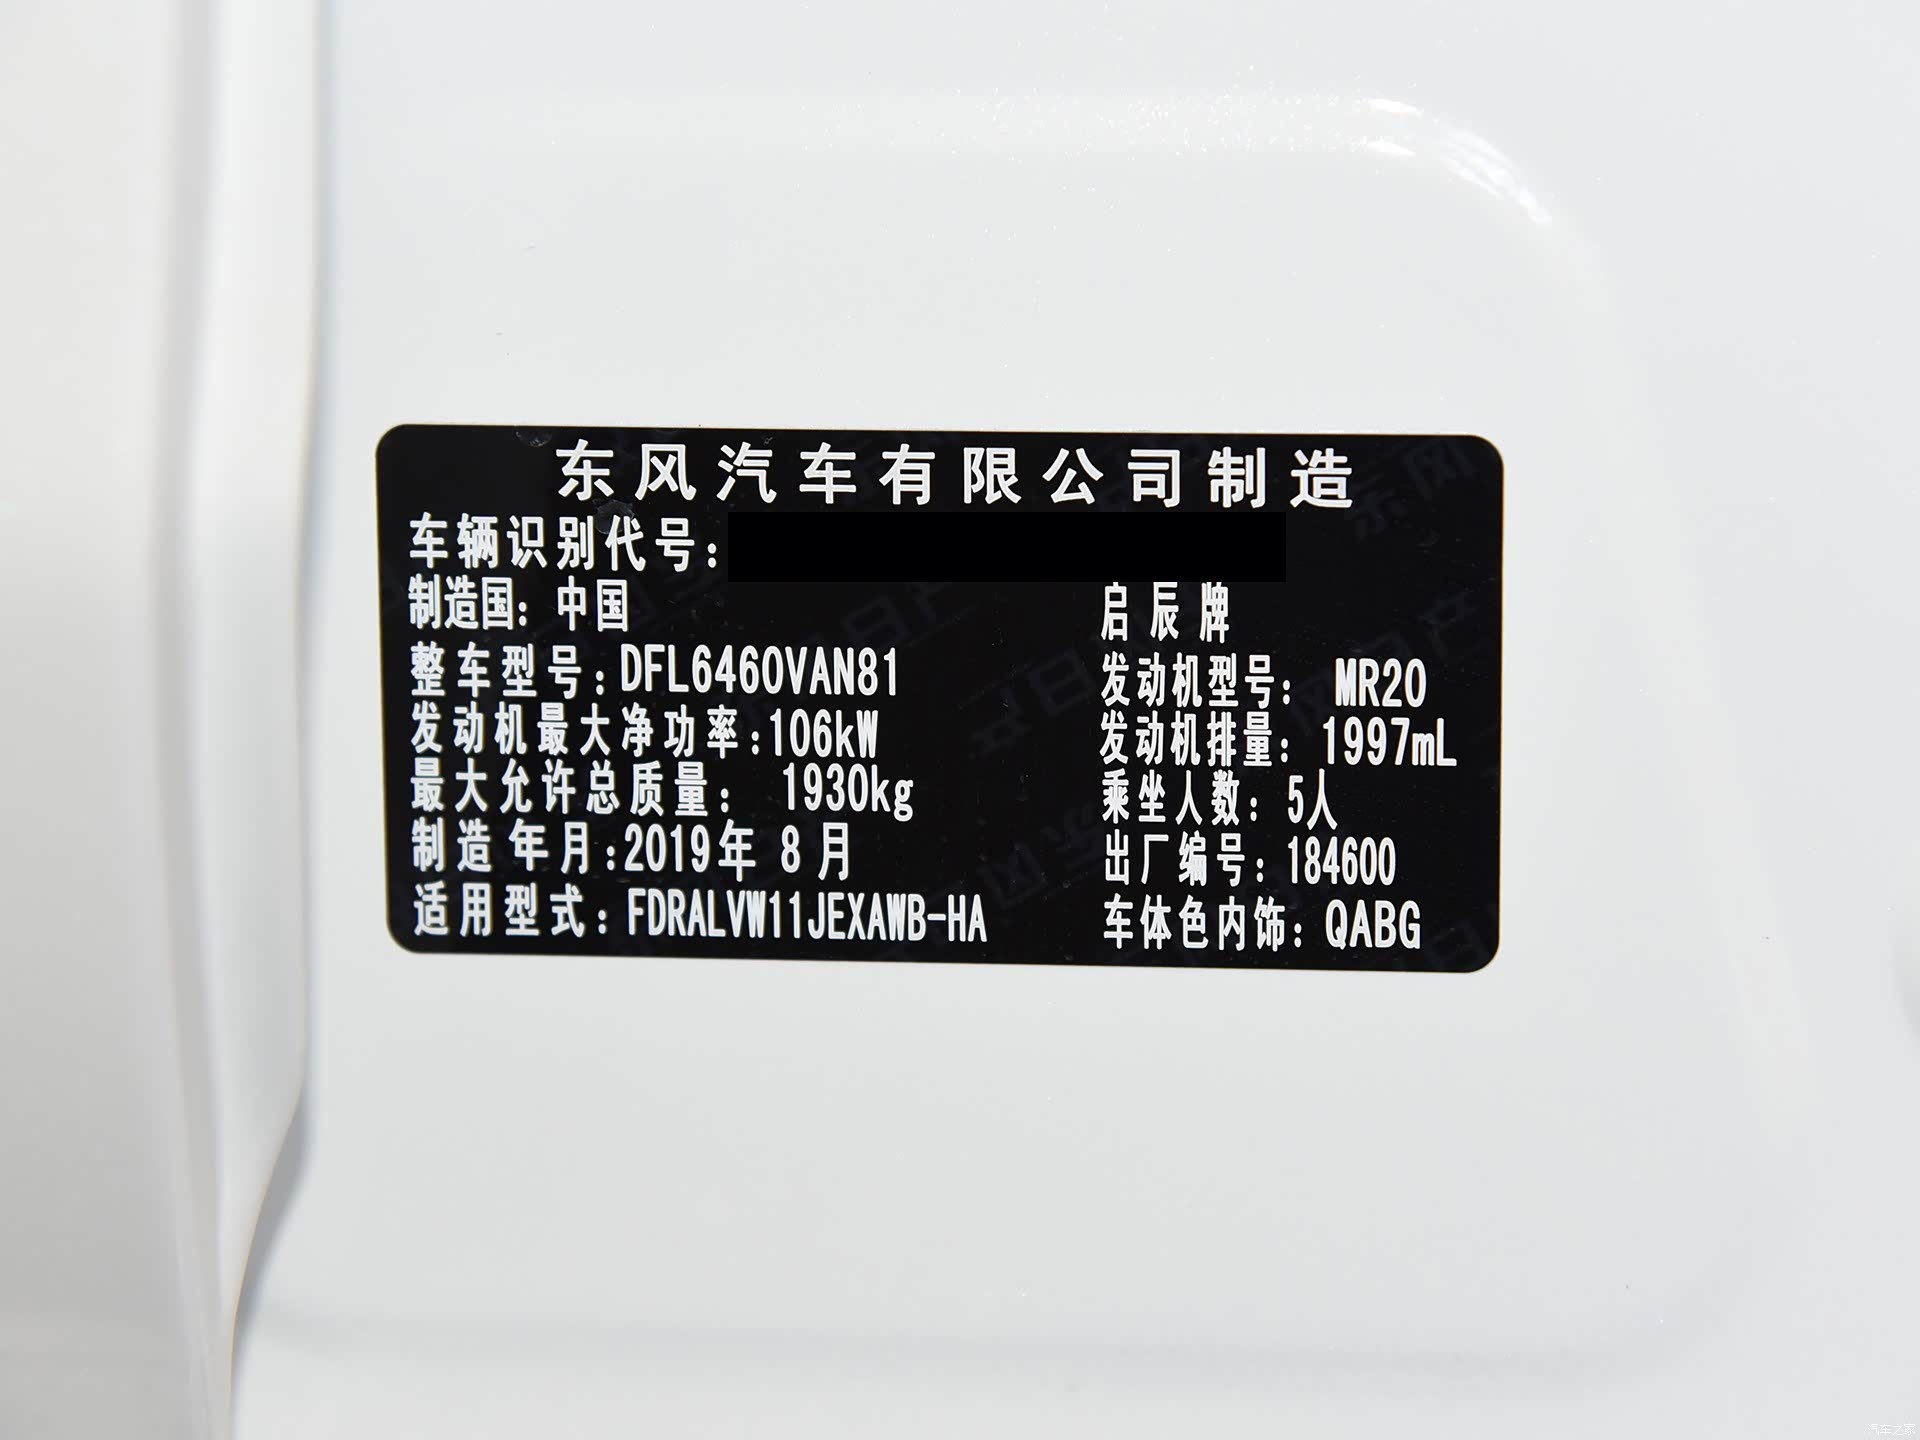 东风汽车有限公司制造
车辆识别代号：
制造国：中国 启辰牌
整车型号：DFL6460VAN81 发动机型号： MR20
发动机最大净功率：106kW 发动机排量： 1997mL
最大允许总质量： 1930kg 乘坐人数：5人
制造年月：2019年 8 月 出厂编号：184600
适用型式：FDRALVW11JEXAWB-HA 车体色内饰：QABG
汽车之家